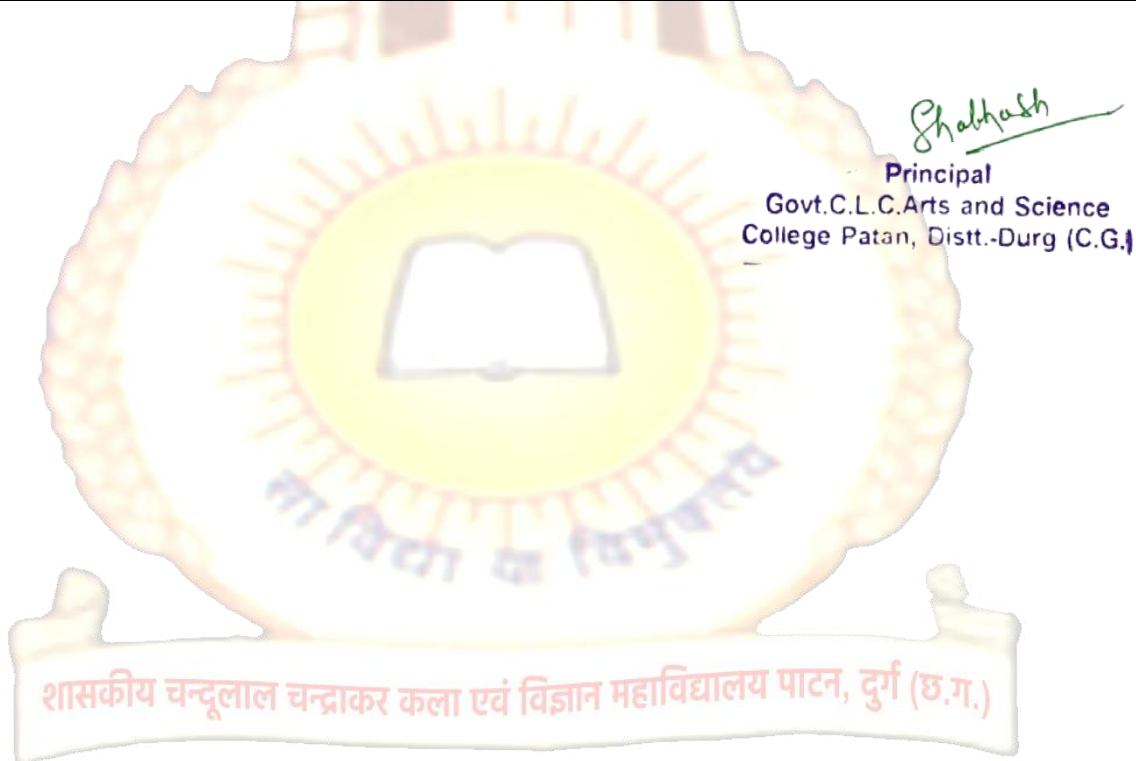 Principal
Govt.C.L.C.Arts and Science
College Patan, Distt.-Durg (C.G.)
सा विद्या या विमुक्तये
शासकीय चन्दूलाल चन्द्राकर कला एवं विज्ञान महाविद्यालय पाटन, दुर्ग (छ.ग.)